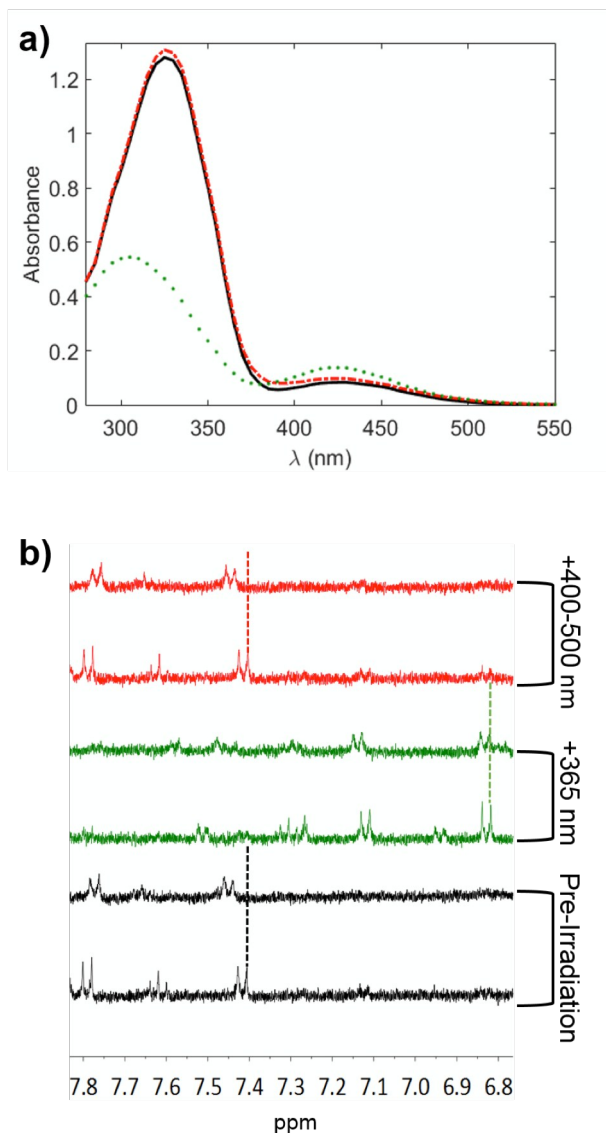 a)
1.2
1
0.8
0.6
0.4
0.2
0
Absorbance
300 350 400 450 500 550
λ (nm)
b)
+400-500 nm
+365 nm
Pre-Irradiation
7.8 7.7 7.6 7.5 7.4 7.3 7.2 7.1 7.0 6.9 6.8
ppm